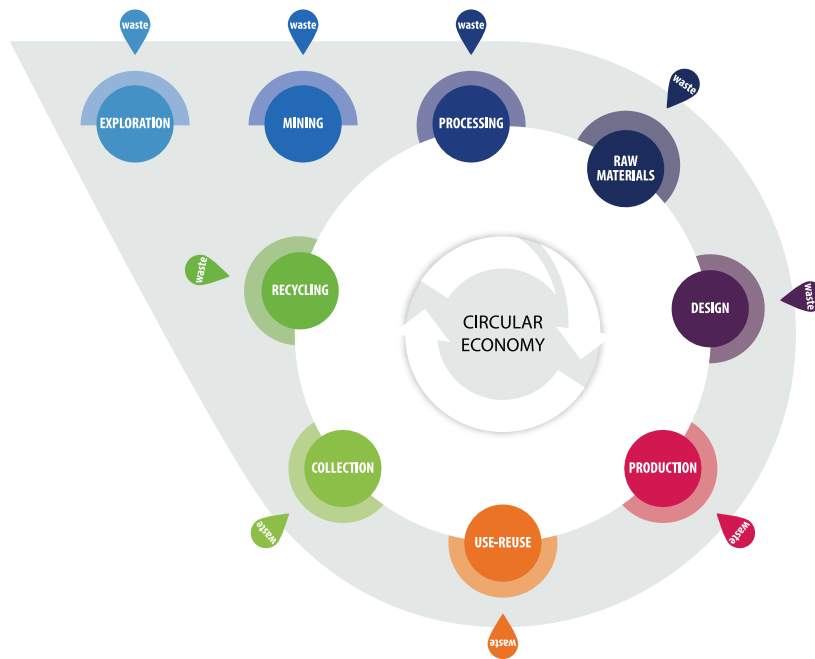 waste
waste
waste
waste
EXPLORATION
MINING
PROCESSING
RAW
MATERIALS
waste
RECYCLING
DESIGN
waste
CIRCULAR
ECONOMY
COLLECTION
PRODUCTION
waste
waste
USE-REUSE
waste